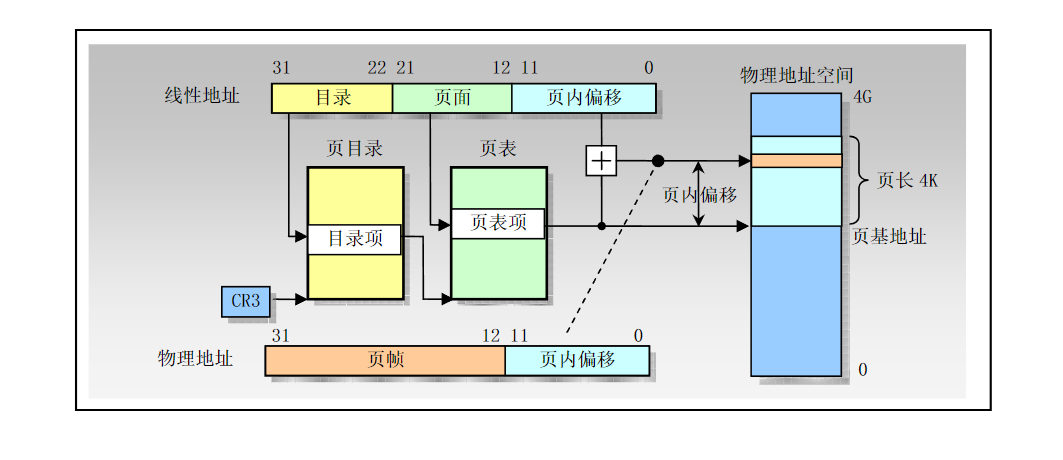 31 22 21 12 11 0
物理地址空间
线性地址 目录 页面 页内偏移
4G
页目录 页表
页长 4K
页内偏移
目录项 页表项
页基地址
CR3
31 12 11 0
物理地址 页帧 页内偏移
0